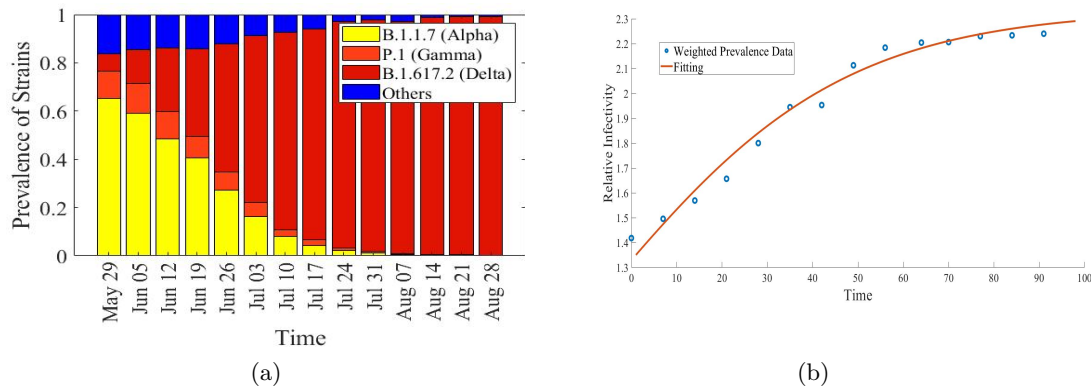 Prevalence of Strains
1
0.8
0.6
0.4
0.2
0
B.1.1.7 (Alpha)
P.1 (Gamma)
B.1.617.2 (Delta)
Others
May 29
Jun 05
Jun 12
Jun 19
Jun 26
Jul 03
Jul 10
Jul 17
Jul 24
Jul 31
Aug 07
Aug 14
Aug 21
Aug 28
Time
(a)
Relative Infectivity
2.3
2.2
2.1
2
1.9
1.8
1.7
1.6
1.5
1.4
1.3
Weighted Prevalence Data
Fitting
0 10 20 30 40 50 60 70 80 90 100
Time
(b)